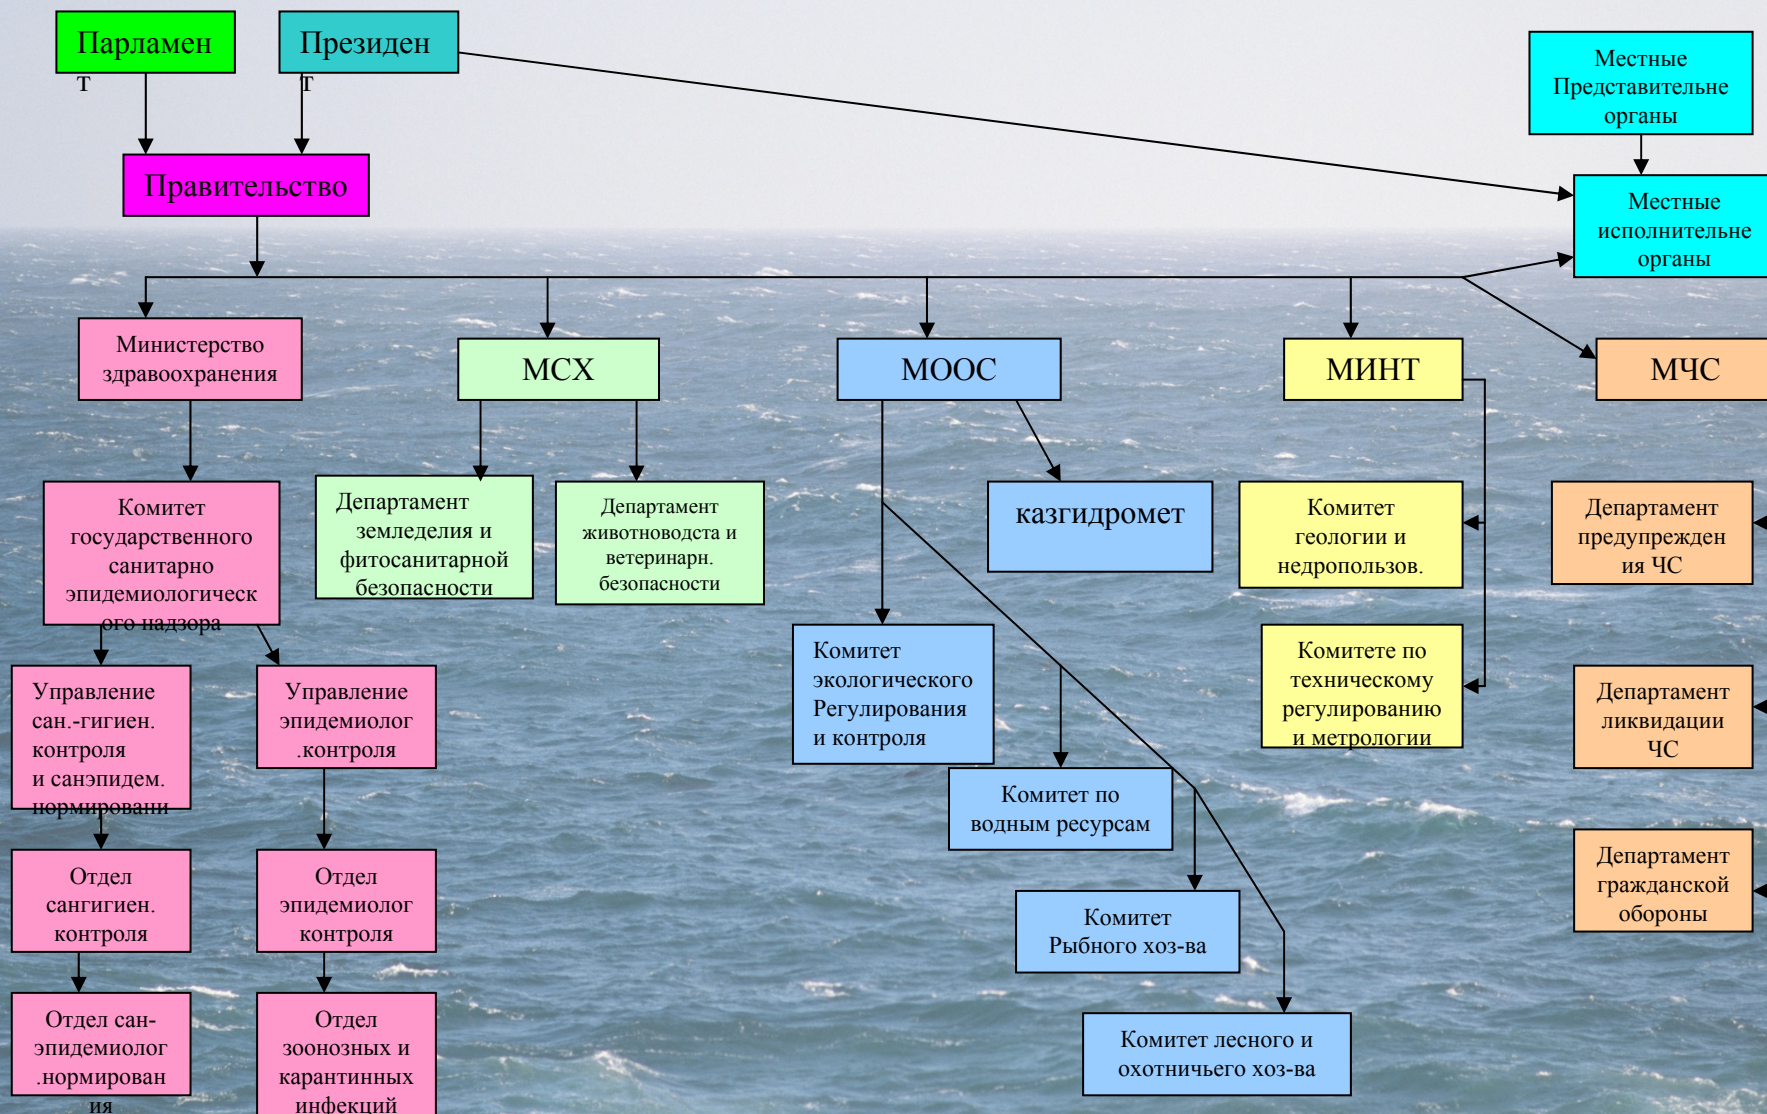 Парламен
т
Президен
т
Местные
Представительне
органы
Правительство
Местные
исполнительне
органы
Министерство
здравоохранения
МСХ
МООС
МИНТ
МЧС
Комитет
государственного
санитарно
эпидемиологическ
ого надзора
Департамент
земледелия и
фитосанитарной
безопасности
Департамент
животноводста и
ветеринарн.
безопасности
казгидромет
Комитет
геологии и
недропользов.
Департамент
предупрежден
ия ЧС
Управление
сан.-гигиен.
контроля
и санэпидем.
нормировани
Управление
эпидемиолог
.контроля
Комитет
экологического
Регулирования
и контроля
Комитете по
техническому
регулированию
и метрологии
Департамент
ликвидации
ЧС
Комитет по
водным ресурсам
Отдел
сангигиен.
контроля
Отдел
эпидемиолог
контроля
Комитет
Рыбного хоз-ва
Департамент
гражданской
обороны
Отдел сан-
эпидемиолог
.нормирован
ия
Отдел
зоонозных и
карантинных
инфекций
Комитет лесного и
охотничьего хоз-ва